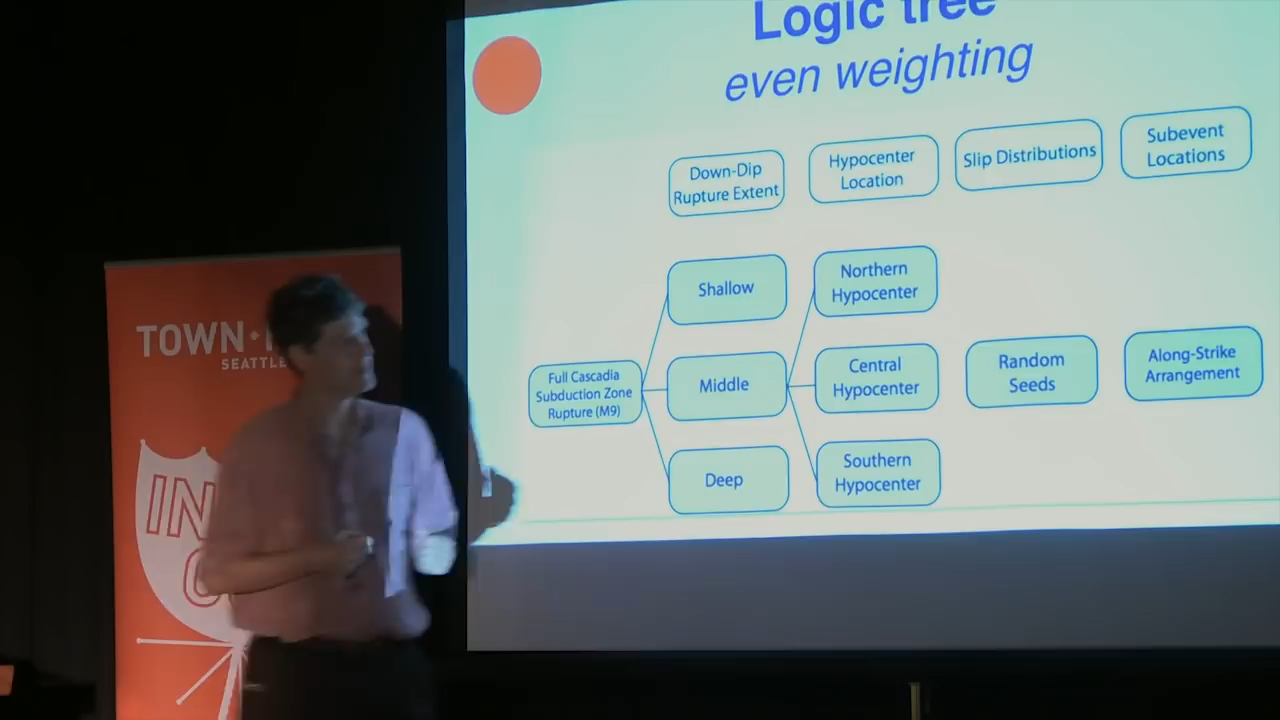 Logic tree
even weighting
Down-Dip
Rupture Extent
Hypocenter
Location
Slip Distributions
Subevent
Locations
Shallow
Northern
Hypocenter
Full Cascadia
Subduction Zone
Rupture (M9)
Middle
Central
Hypocenter
Random
Seeds
Along-Strike
Arrangement
Deep
Southern
Hypocenter
TOWN
SEATTLE
IN